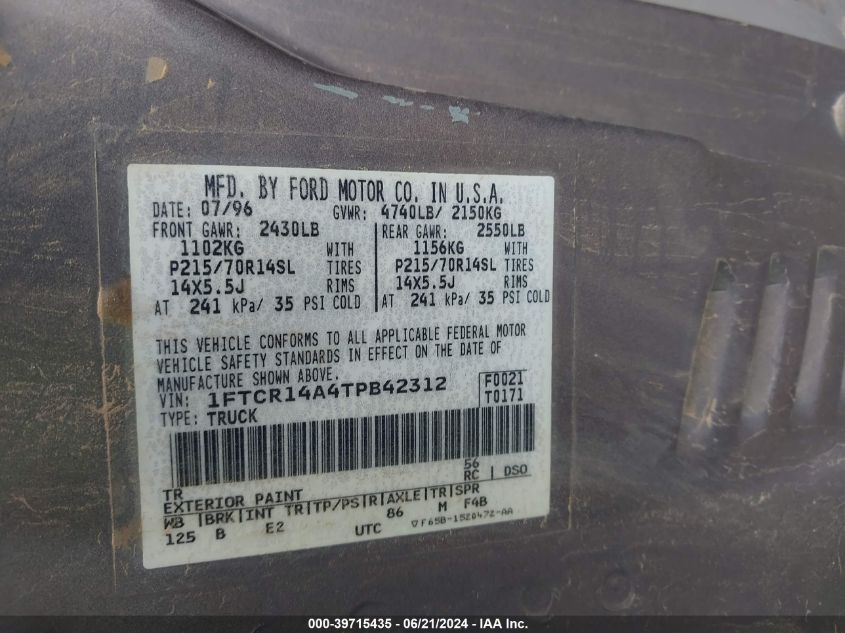 MFD. BY FORD MOTOR CO. IN U.S.A.
DATE: 07/96 GVWR: 4740LB/ 2150KG
FRONT GAWR: 2430LB REAR GAWR: 2550LB
1102KG WITH 1156KG WITH
P215/70R14SL TIRES P215/70R14SL TIRES
14X5.5J RIMS 14X5.5J RIMS
AT 241 kPa/ 35 PSI COLD AT 241 kPa/ 35 PSI COLD
THIS VEHICLE CONFORMS TO ALL APPLICABLE FEDERAL MOTOR
VEHICLE SAFETY STANDARDS IN EFFECT ON THE DATE OF
MANUFACTURE SHOWN ABOVE.
VIN: 1FTCR14A4TPB42312 F0021
TYPE: TRUCK T0171
56
TR RC DSO
EXTERIOR PAINT
WB BRK INT TR TP/PS R AXLE TR SPR
125 B E2 86 M F4B
UTC ▽F65B-1520472-AA
000-39715435 - 06/21/2024 - IAA Inc.